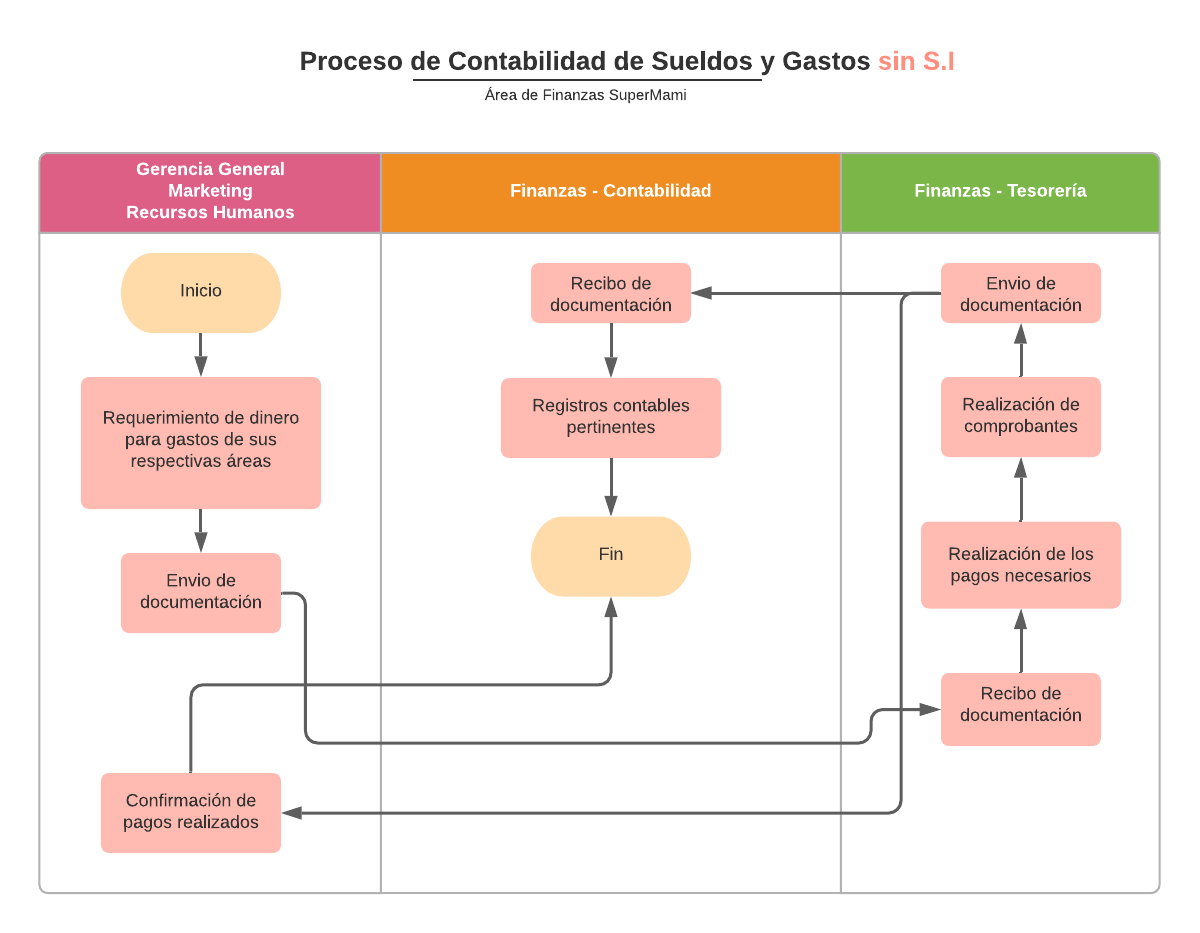 Proceso de Contabilidad de Sueldos y Gastos sin S.I
Área de Finanzas SuperMami
Gerencia General
Marketing
Recursos Humanos
Finanzas - Contabilidad
Finanzas - Tesorería
Inicio
Requerimiento de dinero
para gastos de sus
respectivas áreas
Envio de
documentación
Confirmación de
pagos realizados
Recibo de
documentación
Registros contables
pertinentes
Fin
Envio de
documentación
Realización de
comprobantes
Realización de los
pagos necesarios
Recibo de
documentación